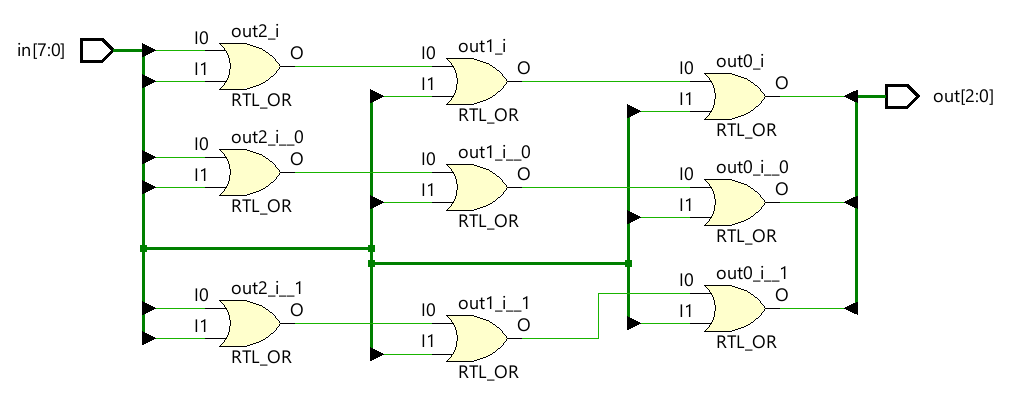 in[7:0]
I0
I1
out2_i
O
RTL_OR
I0
I1
out1_i
O
RTL_OR
I0
I1
out0_i
O
RTL_OR
out[2:0]
I0
I1
out2_i__0
O
RTL_OR
I0
I1
out1_i__0
O
RTL_OR
I0
I1
out0_i__0
O
RTL_OR
I0
I1
out2_i__1
O
RTL_OR
I0
I1
out1_i__1
O
RTL_OR
I0
I1
out0_i__1
O
RTL_OR